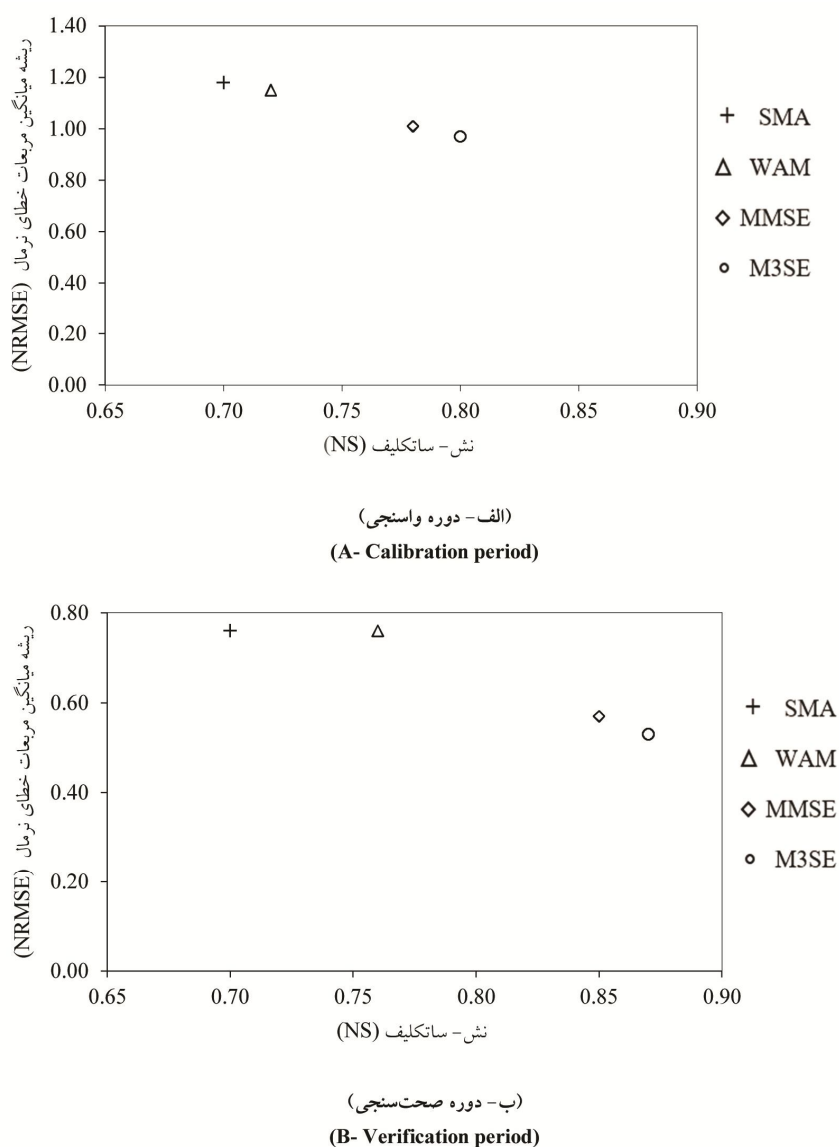 1.40
1.20
1.00
0.80
0.60
0.40
0.20
0.00
ریشه میانگین مربعات خطای نرمال (NRMSE)
0.65 0.70 0.75 0.80 0.85 0.90
نش- ساتکلیف (NS)
SMA
WAM
MMSE
M3SE
(الف- دوره واسنجی)
(A- Calibration period)
0.80
0.60
0.40
0.20
0.00
ریشه میانگین مربعات خطای نرمال (NRMSE)
0.65 0.70 0.75 0.80 0.85 0.90
نش- ساتکلیف (NS)
SMA
WAM
MMSE
M3SE
(ب- دوره صحت‌سنجی)
(B- Verification period)